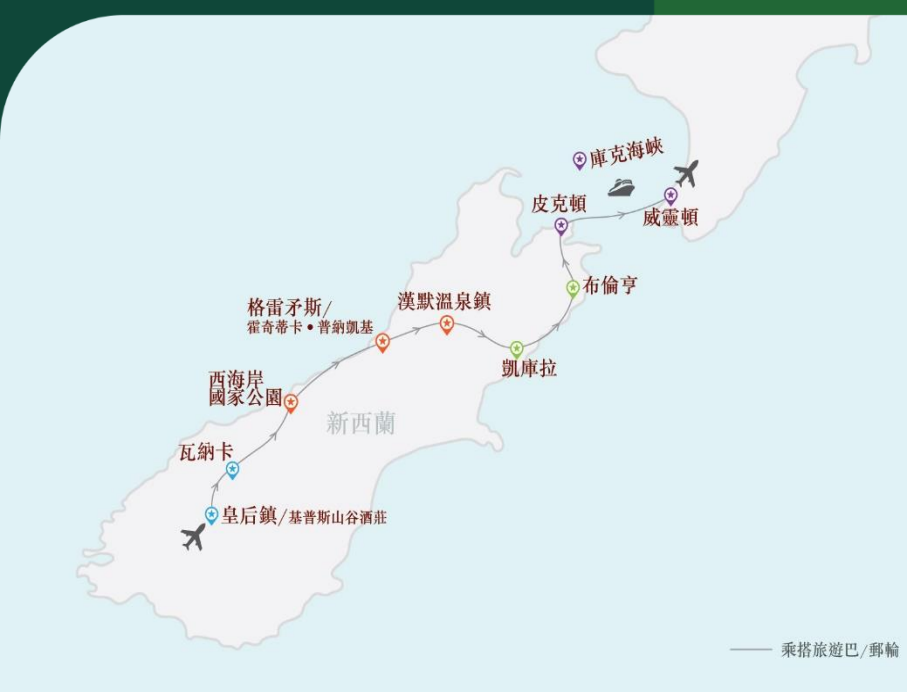 庫克海峽
皮克頓
威靈頓
布倫亨
漢默溫泉鎮
格雷矛斯/
霍奇蒂卡•普納凱基
凱庫拉
西海岸
國家公園
新西蘭
瓦納卡
皇后鎮/基普斯山谷酒莊
乘搭旅遊巴/郵輪